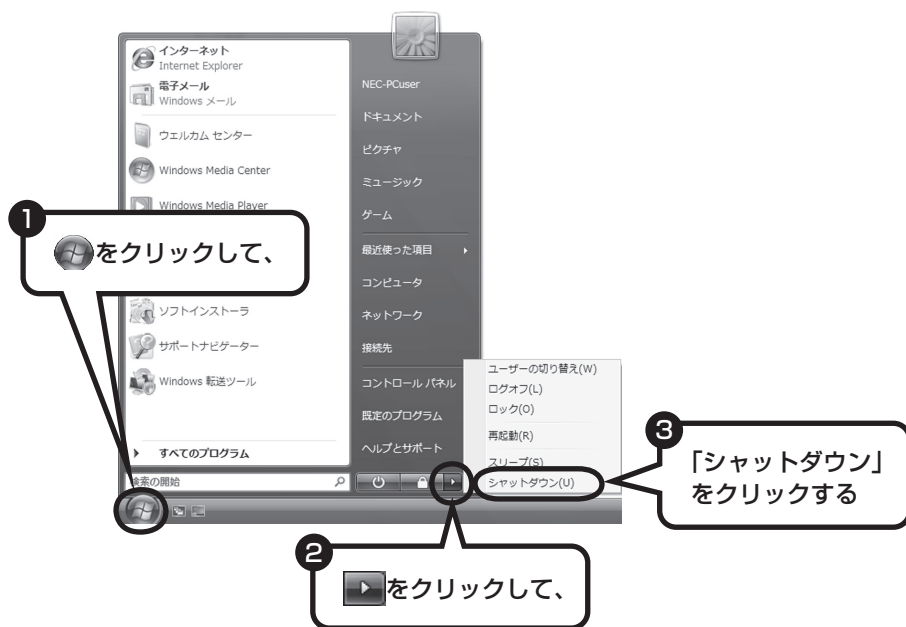 インターネット
Internet Explorer
電子メール
Windows メール
ウェルカム センター
Windows Media Center
Windows Media Player
ソフトインストーラ
サポートナビゲーター
Windows 転送ツール
すべてのプログラム
検索の開始
NEC-PCuser
ドキュメント
ピクチャ
ミュージック
ゲーム
最近使った項目
コンピュータ
ネットワーク
接続先
コントロール パネル
既定のプログラム
ヘルプとサポート
ユーザーの切り替え(W)
ログオフ(L)
ロック(O)
再起動(R)
スリープ(S)
シャットダウン(U)
1
をクリックして、
2
をクリックして、
3
「シャットダウン」
をクリックする